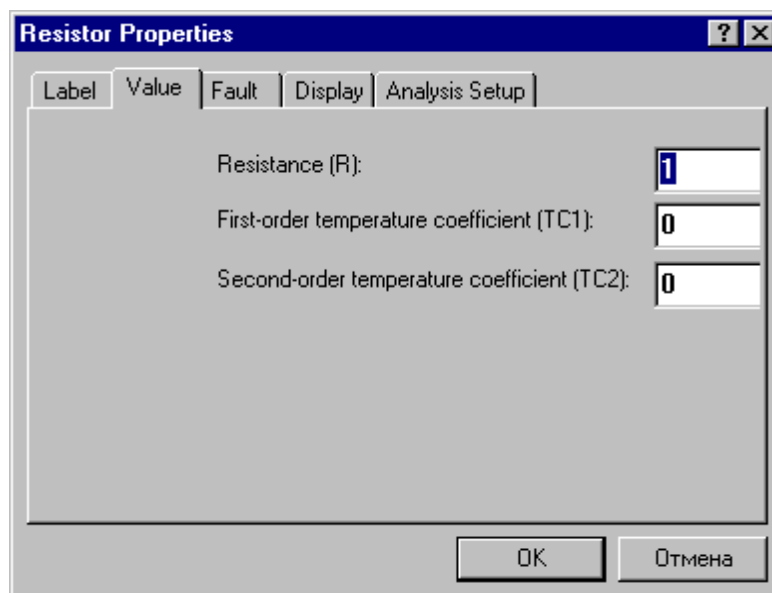 Resistor Properties
Label Value Fault Display Analysis Setup
Resistance (R): 1
First-order temperature coefficient (TC1): 0
Second-order temperature coefficient (TC2): 0
OK Отмена